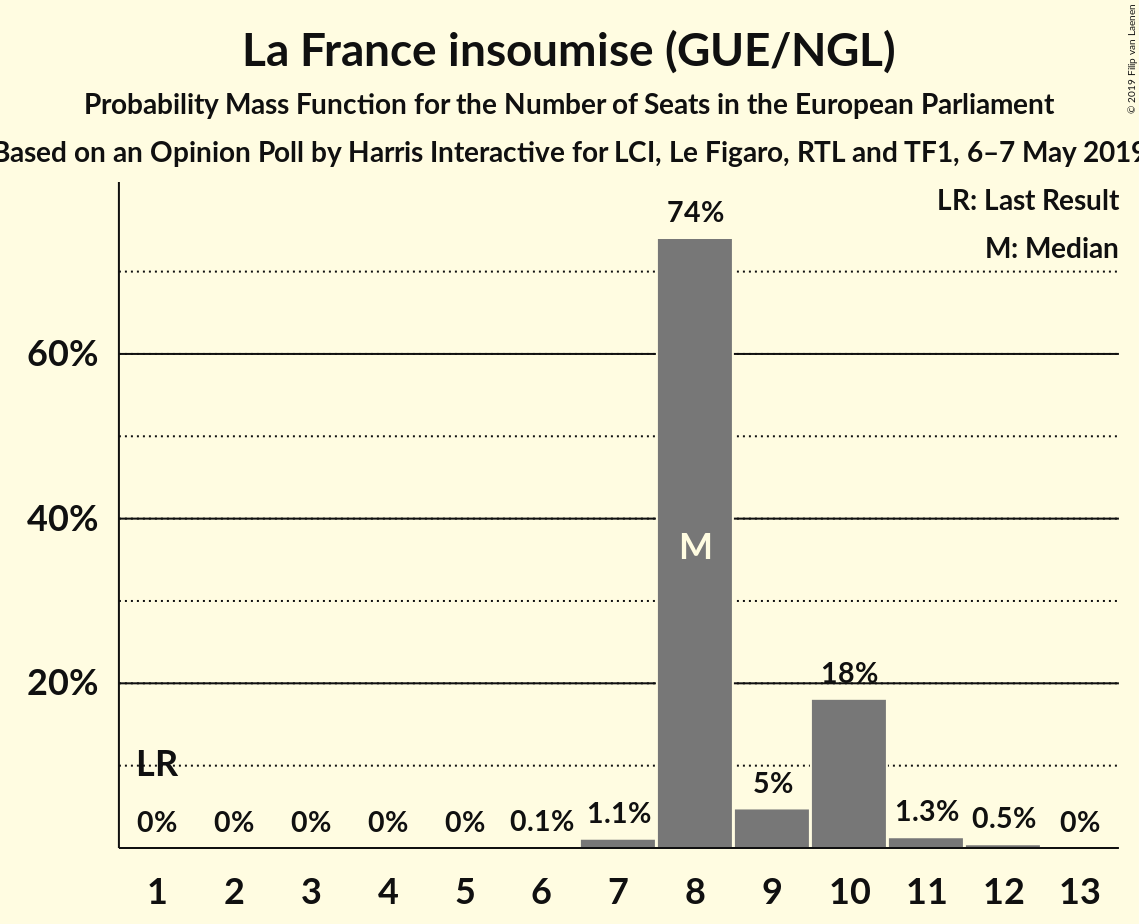 La France insoumise (GUE/NGL)
Probability Mass Function for the Number of Seats in the European Parliament
Based on an Opinion Poll by Harris Interactive for LCI, Le Figaro, RTL and TF1, 6–7 May 2019
© 2019 Filip van Laenen
LR: Last Result
M: Median
74%
60%
40%
M
20%
18%
LR
5%
0% 0% 0% 0% 0% 0.1% 1.1% 1.3% 0.5% 0%
1 2 3 4 5 6 7 8 9 10 11 12 13